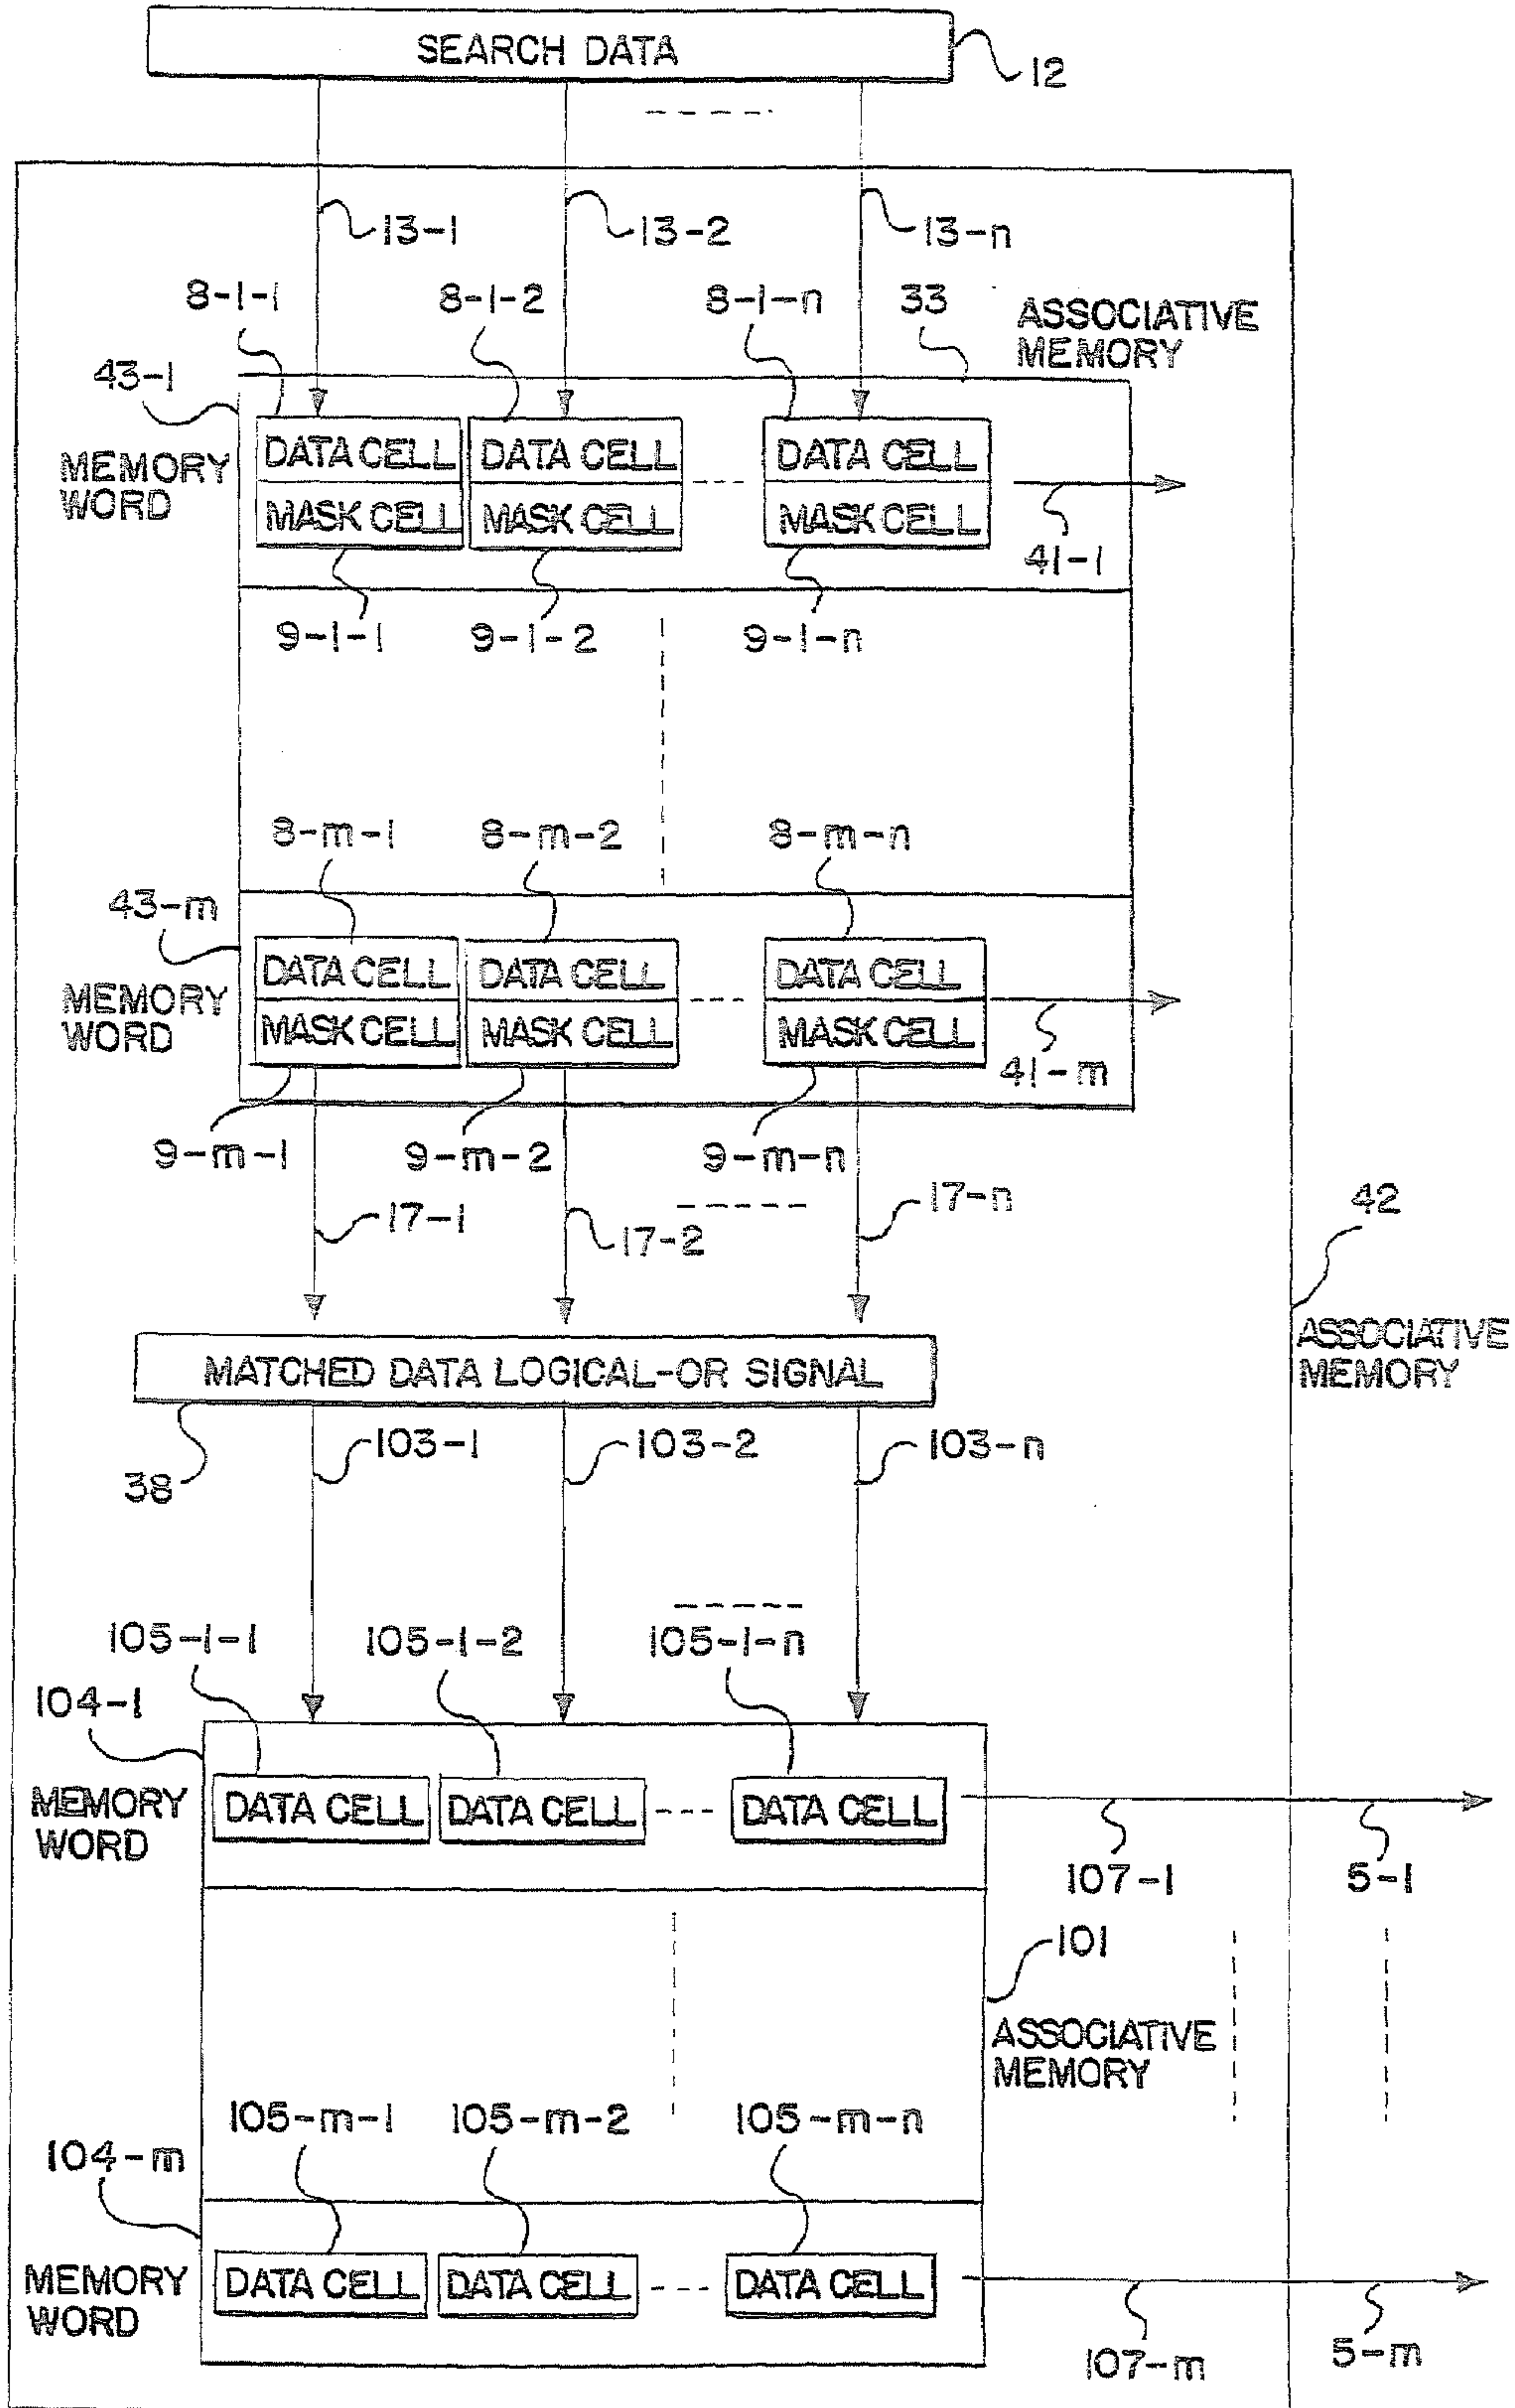 SEARCH DATA
12
13-1
13-2
13-n
8-1-1
8-1-2
8-1-n
33
ASSOCIATIVE
MEMORY
43-1
MEMORY
WORD
DATA CELL
DATA CELL
DATA CELL
MASK CELL
MASK CELL
MASK CELL
41-1
9-1-1
9-1-2
9-1-n
8-m-1
8-m-2
8-m-n
43-m
MEMORY
WORD
DATA CELL
DATA CELL
DATA CELL
MASK CELL
MASK CELL
MASK CELL
41-m
9-m-1
9-m-2
9-m-n
17-1
17-2
17-n
42
ASSOCIATIVE
MEMORY
MATCHED DATA LOGICAL-OR SIGNAL
38
103-1
103-2
103-n
105-1-1
105-1-2
105-1-n
104-1
MEMORY
WORD
DATA CELL
DATA CELL
DATA CELL
107-1
5-1
101
ASSOCIATIVE
MEMORY
105-m-1
105-m-2
105-m-n
104-m
MEMORY
WORD
DATA CELL
DATA CELL
DATA CELL
107-m
5-m